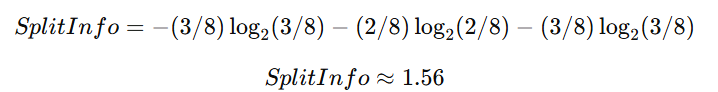 SplitInfo = −(3/8) log₂(3/8) − (2/8) log₂(2/8) − (3/8) log₂(3/8)
SplitInfo ≈ 1.56